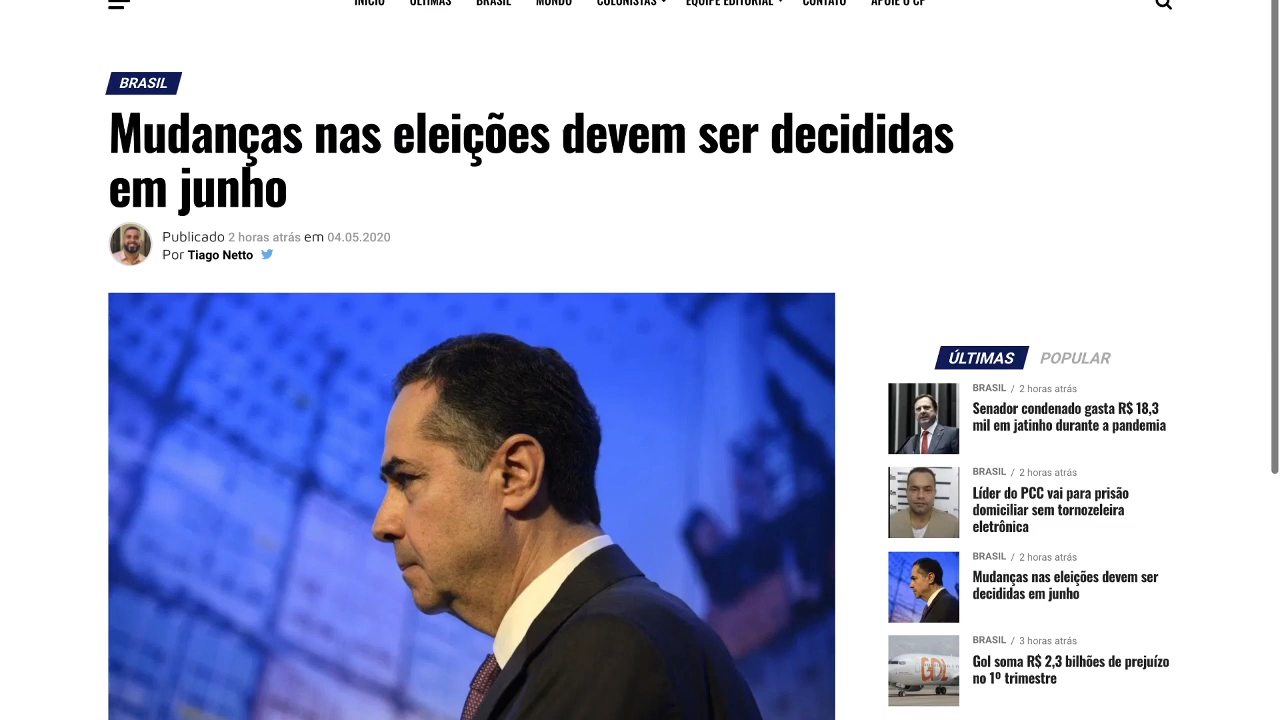 INÍCIO ÚLTIMAS BRASIL MUNDO COLUNISTAS EQUIPE EDITORIAL CONTATO APOIE O CP
BRASIL
Mudanças nas eleições devem ser decididas
em junho
Publicado 2 horas atrás em 04.05.2020
Por Tiago Netto
ÚLTIMAS POPULAR
BRASIL / 2 horas atrás
Senador condenado gasta R$ 18,3
mil em jatinho durante a pandemia
BRASIL / 2 horas atrás
Líder do PCC vai para prisão
domiciliar sem tornozeleira
eletrônica
BRASIL / 2 horas atrás
Mudanças nas eleições devem ser
decididas em junho
BRASIL / 3 horas atrás
GOL
Gol soma R$ 2,3 bilhões de prejuízo
no 1º trimestre